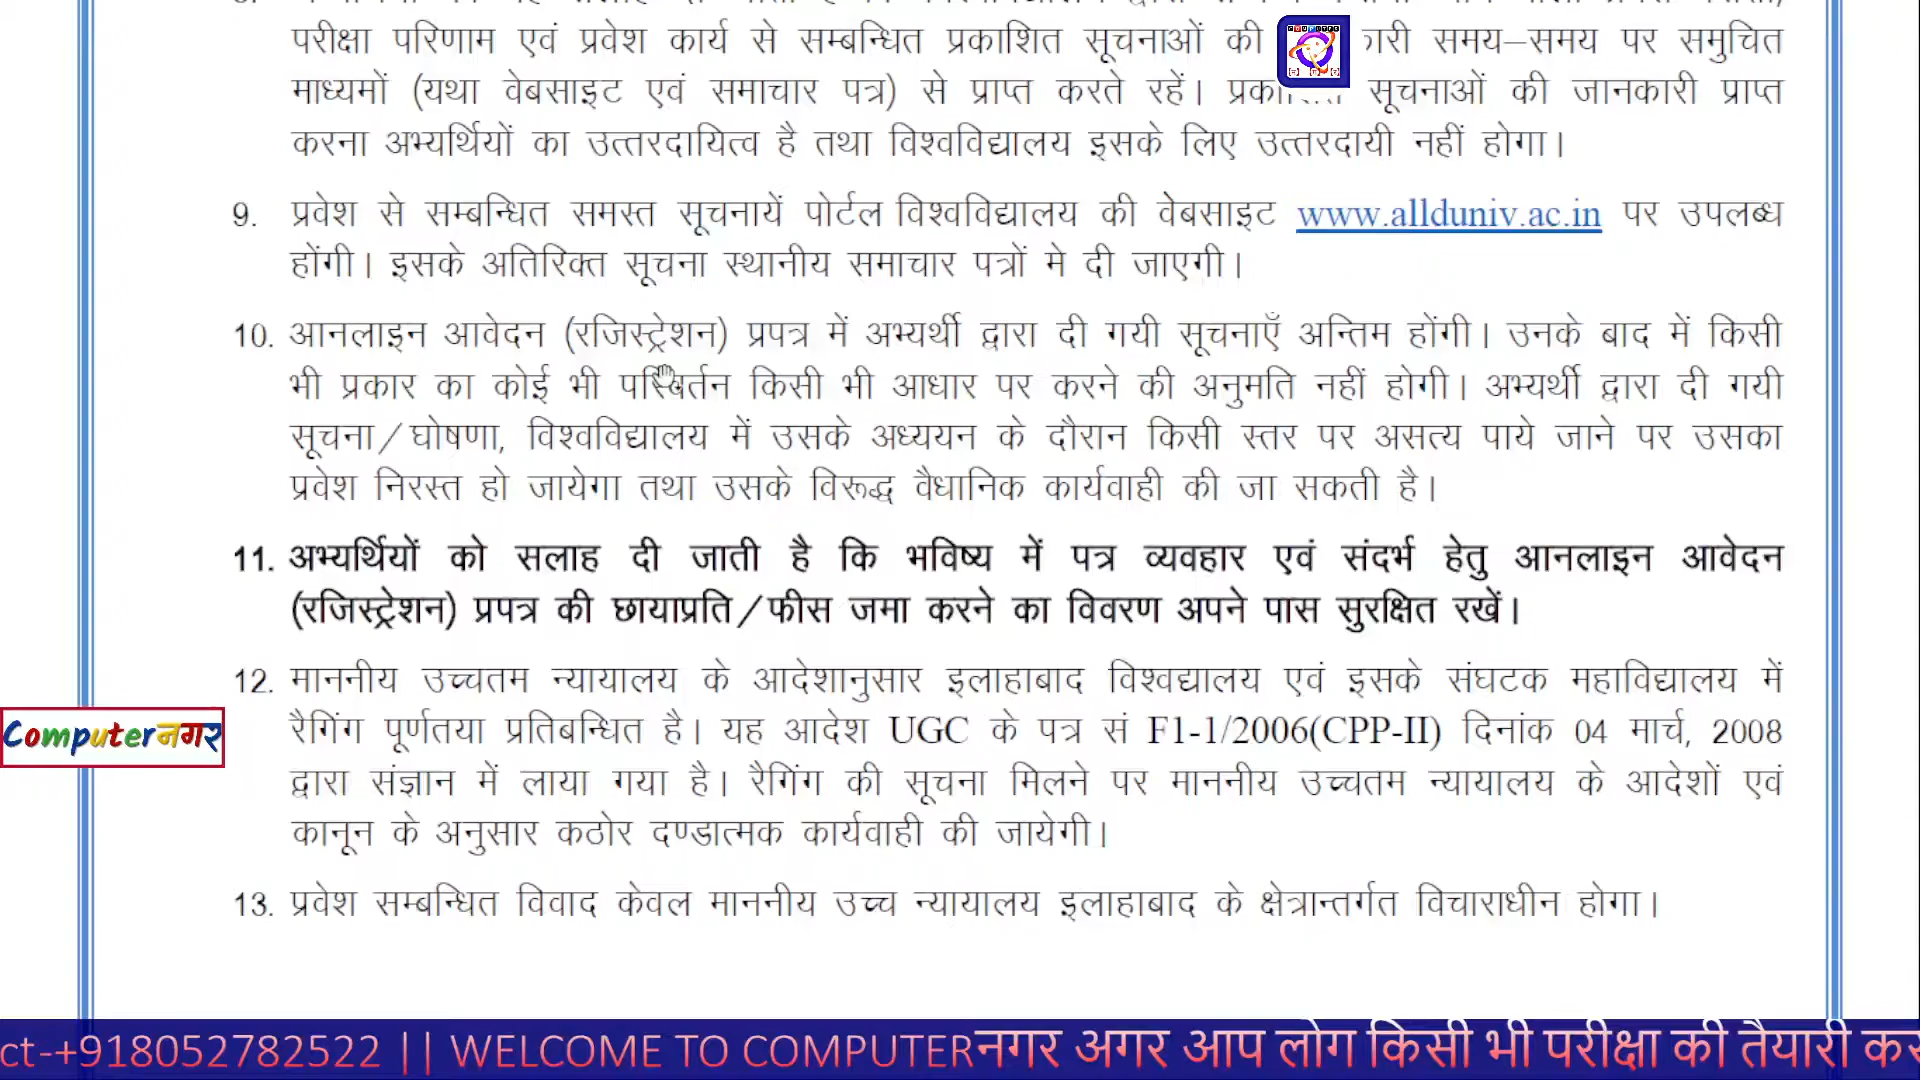 परीक्षा परिणाम एवं प्रवेश कार्य से सम्बन्धित प्रकाशित सूचनाओं की समय–समय पर समुचित
माध्यमों (यथा वेबसाइट एवं समाचार पत्र) से प्राप्त करते रहें। सूचनाओं की जानकारी प्राप्त
करना अभ्यर्थियों का उत्तरदायित्व है तथा विश्वविद्यालय इसके लिए उत्तरदायी नहीं होगा।
9. प्रवेश से सम्बन्धित समस्त सूचनायें पोर्टल विश्वविद्यालय की वेबसाइट www.allduniv.ac.in पर उपलब्ध
होंगी। इसके अतिरिक्त सूचना स्थानीय समाचार पत्रों मे दी जाएगी।
10. आनलाइन आवेदन (रजिस्ट्रेशन) प्रपत्र में अभ्यर्थी द्वारा दी गयी सूचनाएँ अन्तिम होंगी। उनके बाद में किसी
भी प्रकार का कोई भी परिवर्तन किसी भी आधार पर करने की अनुमति नहीं होगी। अभ्यर्थी द्वारा दी गयी
सूचना/घोषणा, विश्वविद्यालय में उसके अध्ययन के दौरान किसी स्तर पर असत्य पाये जाने पर उसका
प्रवेश निरस्त हो जायेगा तथा उसके विरूद्ध वैधानिक कार्यवाही की जा सकती है।
11. अभ्यर्थियों को सलाह दी जाती है कि भविष्य में पत्र व्यवहार एवं संदर्भ हेतु आनलाइन आवेदन
(रजिस्ट्रेशन) प्रपत्र की छायाप्रति/फीस जमा करने का विवरण अपने पास सुरक्षित रखें।
12. माननीय उच्चतम न्यायालय के आदेशानुसार इलाहाबाद विश्वद्यालय एवं इसके संघटक महाविद्यालय में
रैगिंग पूर्णतया प्रतिबन्धित है। यह आदेश UGC के पत्र सं F1-1/2006(CPP-II) दिनांक 04 मार्च, 2008
Computerनगर
द्वारा संज्ञान में लाया गया है। रैगिंग की सूचना मिलने पर माननीय उच्चतम न्यायालय के आदेशों एवं
कानून के अनुसार कठोर दण्डात्मक कार्यवाही की जायेगी।
13. प्रवेश सम्बन्धित विवाद केवल माननीय उच्च न्यायालय इलाहाबाद के क्षेत्रान्तर्गत विचाराधीन होगा।
ct-+918052782522 || WELCOME TO COMPUTERनगर अगर आप लोग किसी भी परीक्षा की तैयारी